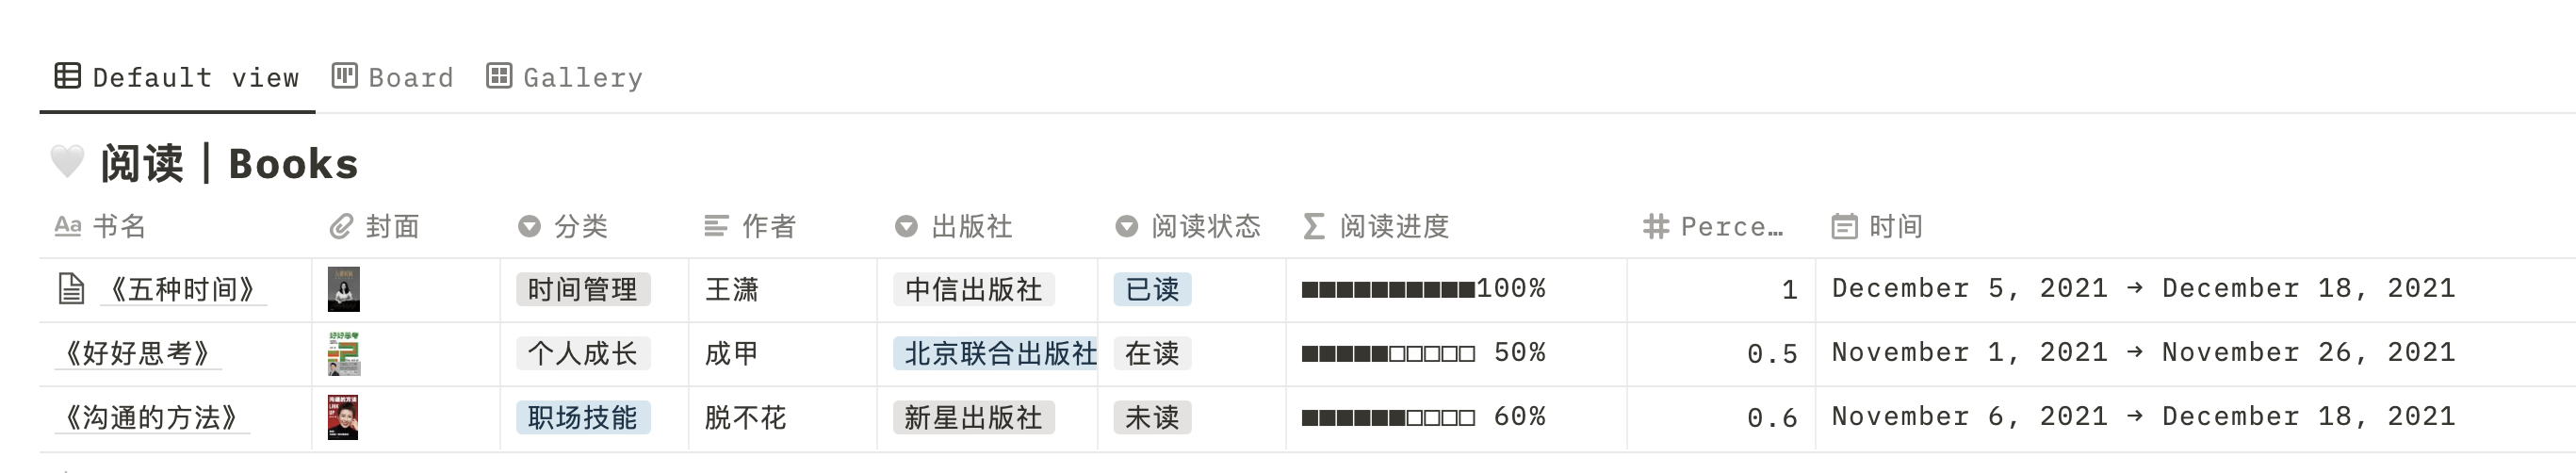 Default view Board Gallery
阅读 | Books
Aa 书名 封面 分类 作者 出版社 阅读状态 阅读进度 Perce… 时间
《五种时间》 时间管理 王潇 中信出版社 已读 ■■■■■■■■■■100% 1 December 5, 2021 → December 18, 2021
《好好思考》 个人成长 成甲 北京联合出版社 在读 ■■■■■□□□□□ 50% 0.5 November 1, 2021 → November 26, 2021
《沟通的方法》 职场技能 脱不花 新星出版社 未读 ■■■■■■□□□□ 60% 0.6 November 6, 2021 → December 18, 2021